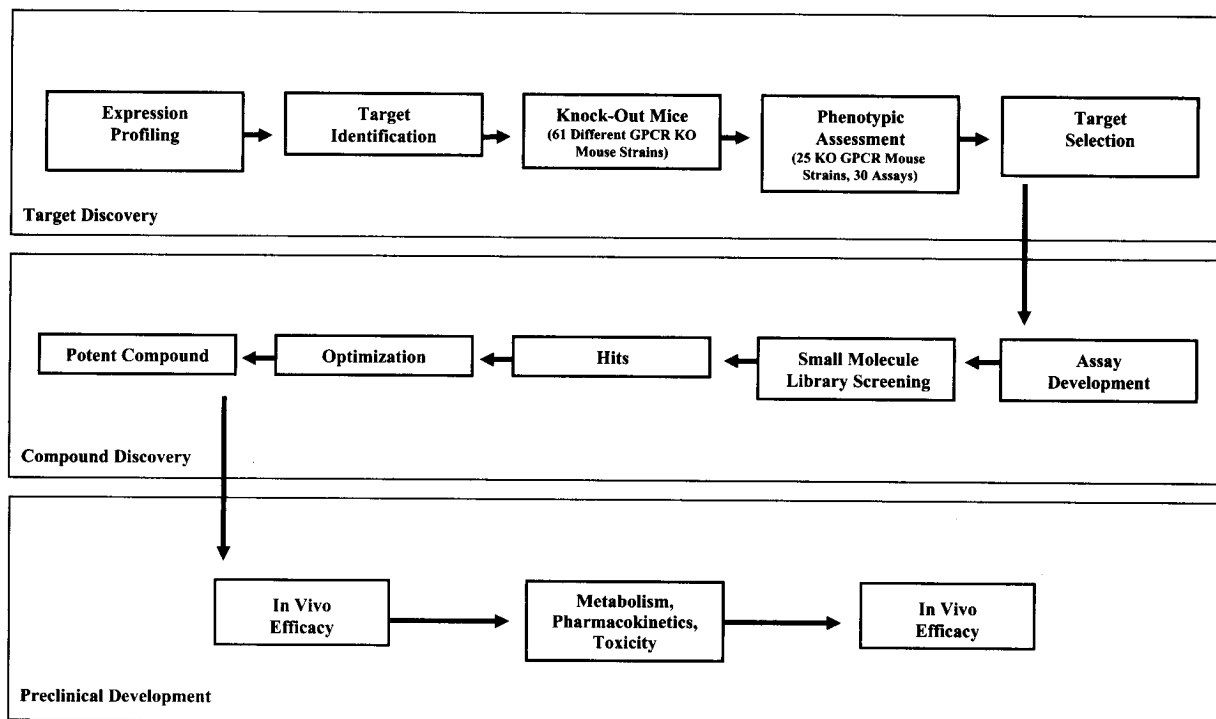 Expression
Profiling
Target
Identification
Knock-Out Mice
(61 Different GPCR KO
Mouse Strains)
Phenotypic
Assessment
(25 KO GPCR Mouse
Strains, 30 Assays)
Target
Selection
Target Discovery
Potent Compound
Optimization
Hits
Small Molecule
Library Screening
Assay
Development
Compound Discovery
In Vivo
Efficacy
Metabolism,
Pharmacokinetics,
Toxicity
In Vivo
Efficacy
Preclinical Development